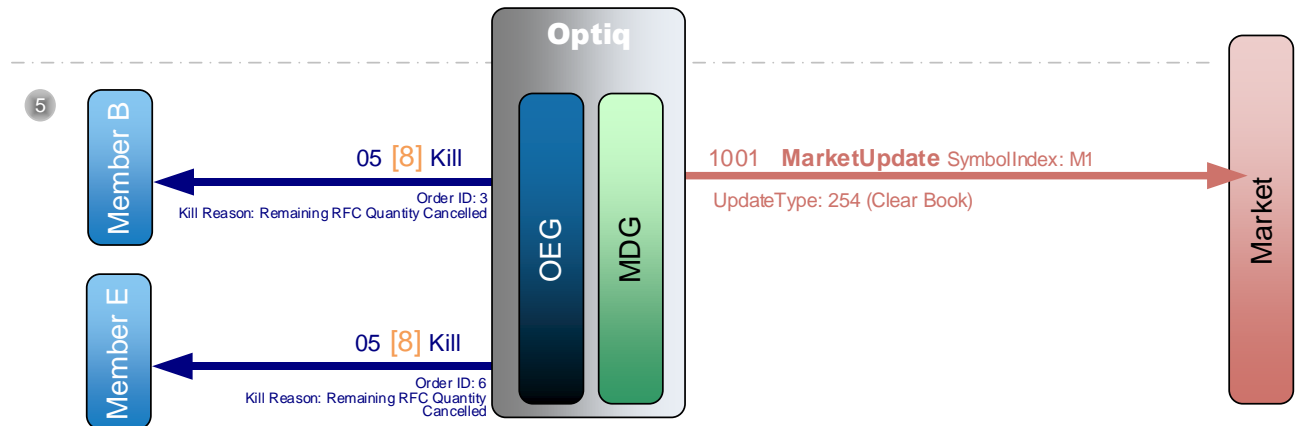 Optiq
5
Member B
05 [8] Kill
Order ID: 3
Kill Reason: Remaining RFC Quantity Cancelled
OEG
MDG
1001 MarketUpdate SymbolIndex: M1
UpdateType: 254 (Clear Book)
Market
Member E
05 [8] Kill
Order ID: 6
Kill Reason: Remaining RFC Quantity
Cancelled